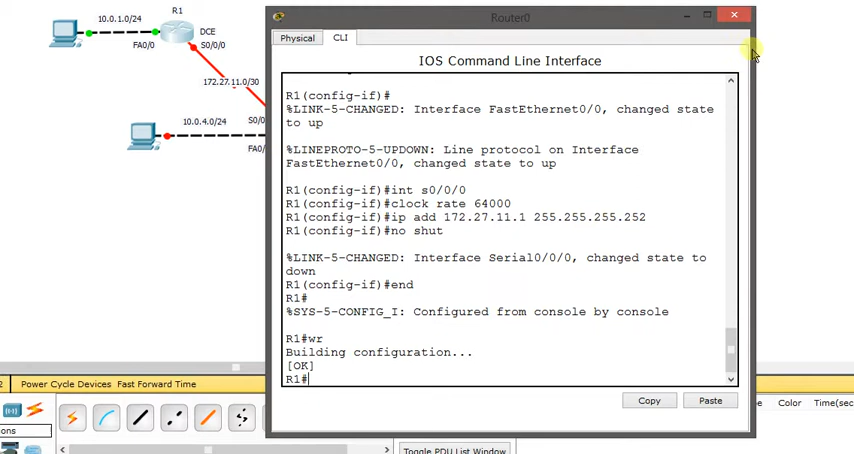 R1
10.0.1.0/24
DCE
FA0/0
S0/0/0
172.27.11.0/30
10.0.4.0/24
S0/0
FA0/
Router0
Physical
CLI
IOS Command Line Interface
R1(config-if)#
%LINK-5-CHANGED: Interface FastEthernet0/0, changed state
to up
%LINEPROTO-5-UPDOWN: Line protocol on Interface
FastEthernet0/0, changed state to up
R1(config-if)#int s0/0/0
R1(config-if)#clock rate 64000
R1(config-if)#ip add 172.27.11.1 255.255.255.252
R1(config-if)#no shut
%LINK-5-CHANGED: Interface Serial0/0/0, changed state to
down
R1(config-if)#end
R1#
%SYS-5-CONFIG_I: Configured from console by console
R1#wr
Building configuration...
[OK]
R1#
Copy
Paste
2
Power Cycle Devices Fast Forward Time
Color
Time(sec
ons
Toggle PDU List Window